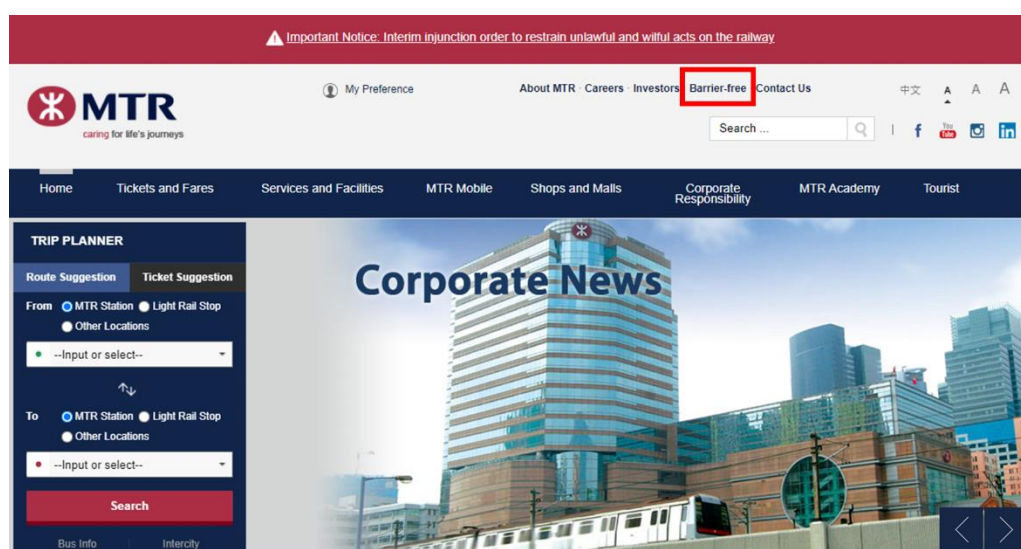 Important Notice: Interim injunction order to restrain unlawful and wilful acts on the railway
My Preference
About MTR · Careers · Investors · Barrier-free · Contact Us
中文 A A A
MTR
caring for life's journeys
Search ...
You
Tube
Home Tickets and Fares Services and Facilities MTR Mobile Shops and Malls Corporate Responsibility MTR Academy Tourist
TRIP PLANNER
Route Suggestion Ticket Suggestion
From MTR Station Light Rail Stop
Other Locations
--Input or select--
To MTR Station Light Rail Stop
Other Locations
--Input or select--
Search
Bus Info Intercity
Corporate News